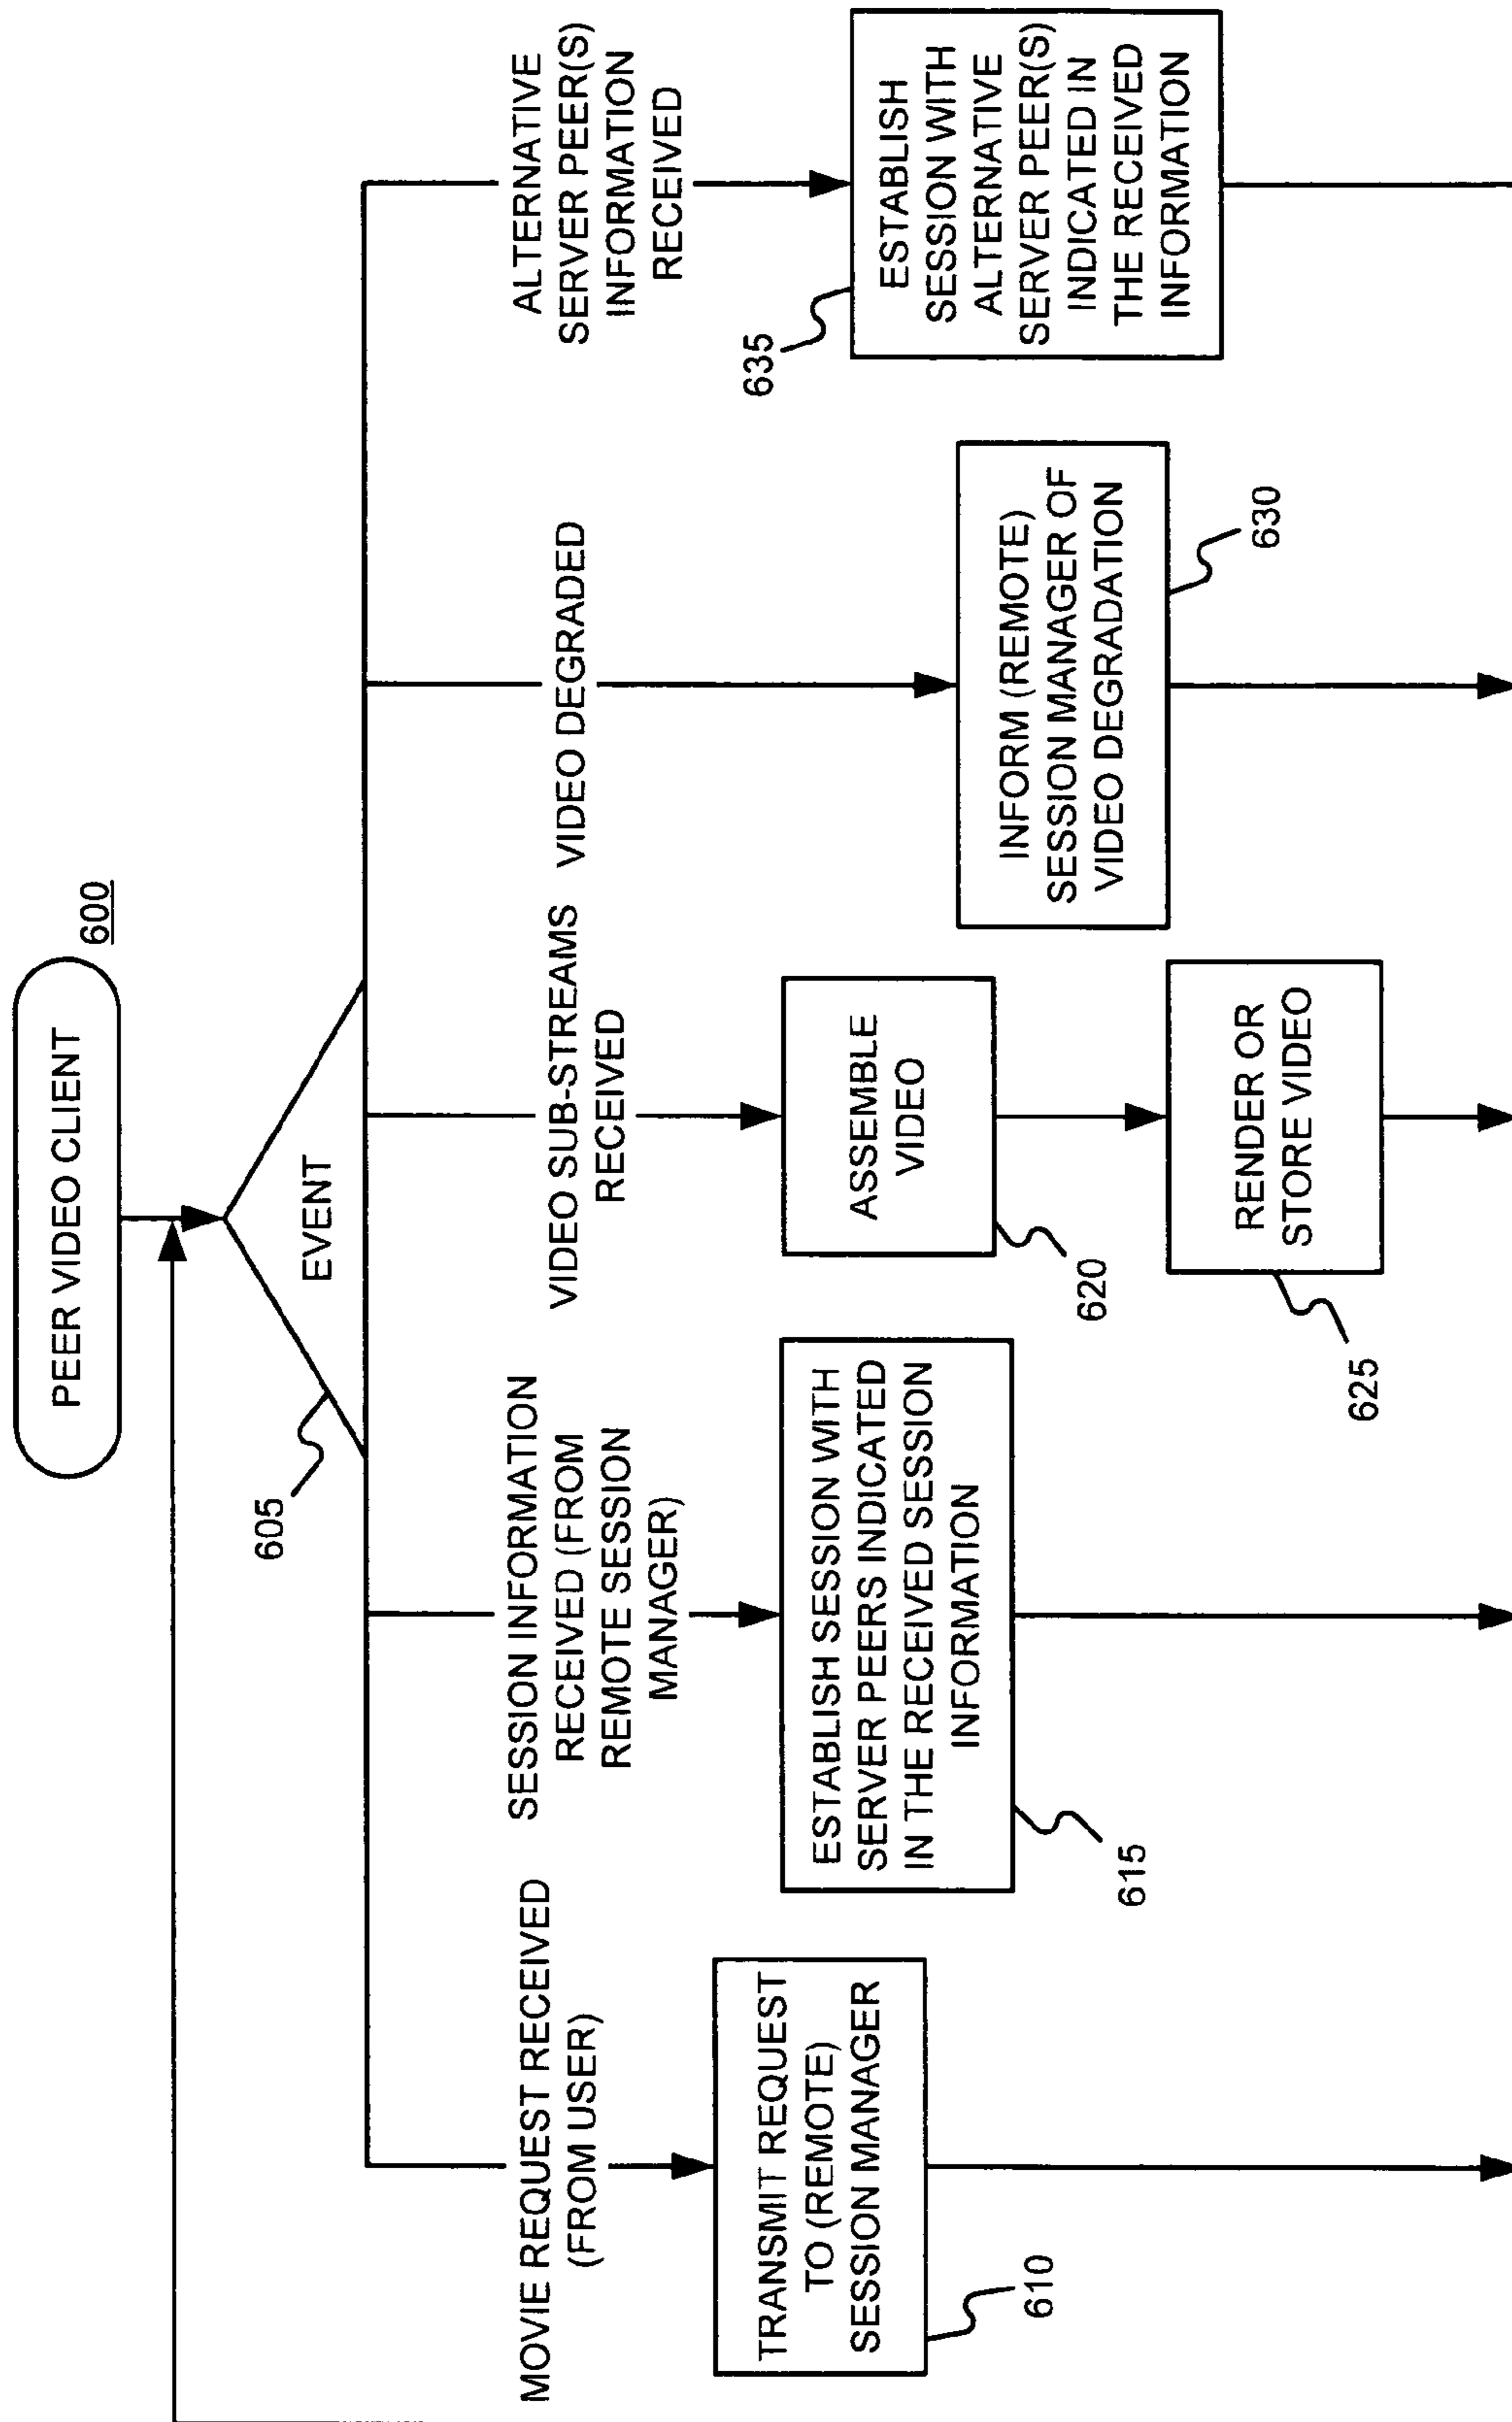 PEER VIDEO CLIENT
600
EVENT
605
MOVIE REQUEST RECEIVED
(FROM USER)
TRANSMIT REQUEST
TO (REMOTE)
SESSION MANAGER
610
SESSION INFORMATION
RECEIVED (FROM
REMOTE SESSION
MANAGER)
ESTABLISH SESSION WITH
SERVER PEERS INDICATED
IN THE RECEIVED SESSION
INFORMATION
615
VIDEO SUB-STREAMS
RECEIVED
ASSEMBLE
VIDEO
620
RENDER OR
STORE VIDEO
625
VIDEO DEGRADED
INFORM (REMOTE)
SESSION MANAGER OF
VIDEO DEGRADATION
630
ALTERNATIVE
SERVER PEER(S)
INFORMATION
RECEIVED
ESTABLISH
SESSION WITH
ALTERNATIVE
SERVER PEER(S)
INDICATED IN
THE RECEIVED
INFORMATION
635